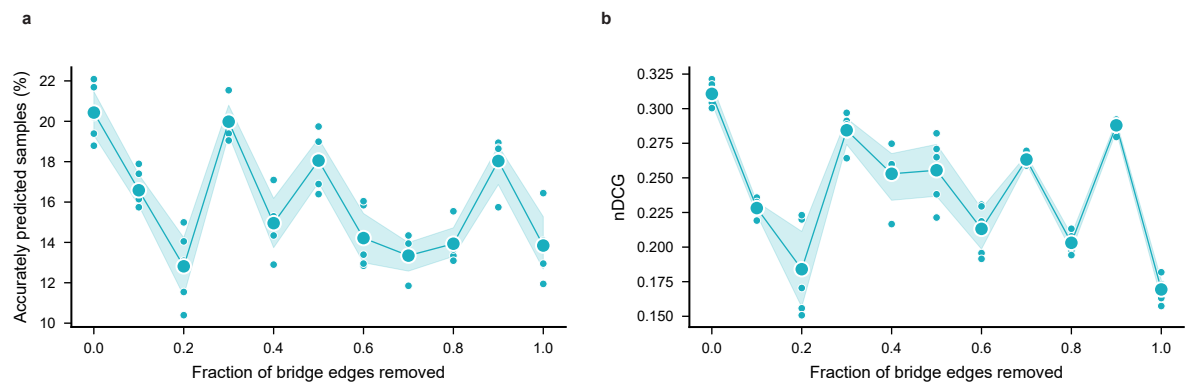 a
Accurately predicted samples (%)
22
20
18
16
14
12
10
0.0 0.2 0.4 0.6 0.8 1.0
Fraction of bridge edges removed
b
nDCG
0.325
0.300
0.275
0.250
0.225
0.200
0.175
0.150
0.0 0.2 0.4 0.6 0.8 1.0
Fraction of bridge edges removed